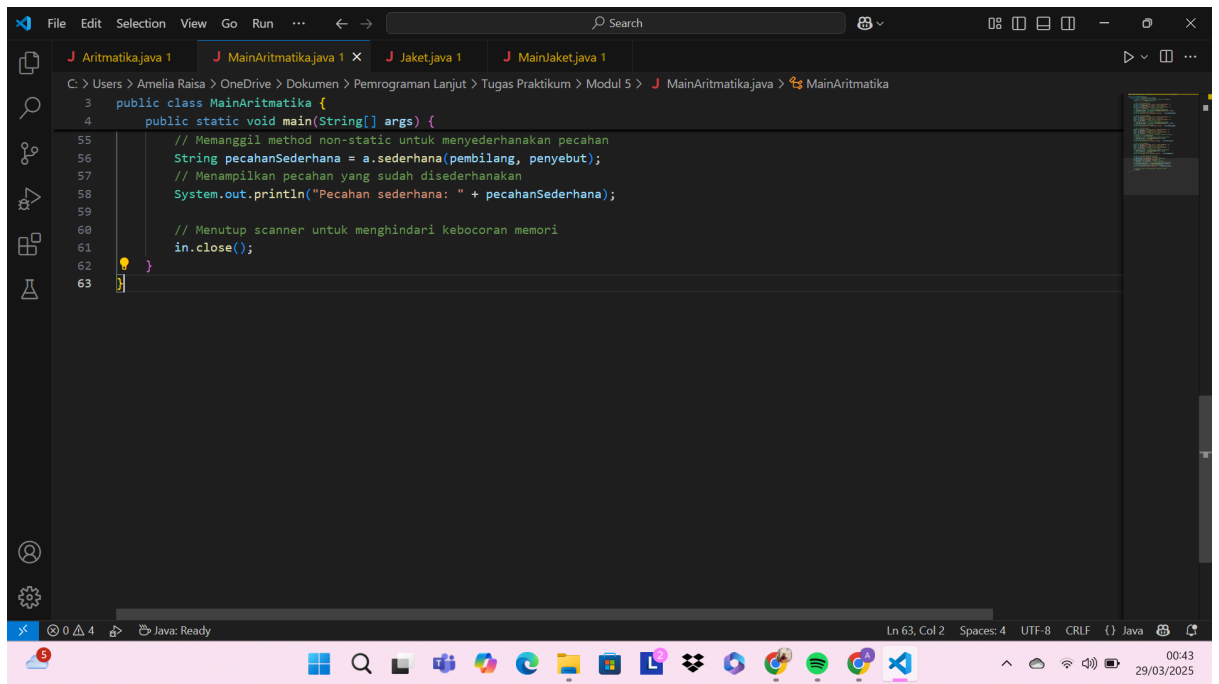 File Edit Selection View Go Run ··· ← → Search
J Aritmatika.java 1 J MainAritmatika.java 1 × J Jaket.java 1 J MainJaket.java 1
C: > Users > Amelia Raisa > OneDrive > Dokumen > Pemrograman Lanjut > Tugas Praktikum > Modul 5 > J MainAritmatika.java > MainAritmatika
3 public class MainAritmatika {
4 public static void main(String[] args) {
55 // Memanggil method non-static untuk menyederhanakan pecahan
56 String pecahanSederhana = a.sederhana(pembilang, penyebut);
57 // Menampilkan pecahan yang sudah disederhanakan
58 System.out.println("Pecahan sederhana: " + pecahanSederhana);
59
60 // Menutup scanner untuk menghindari kebocoran memori
61 in.close();
62 }
63 }
0 4 Java: Ready Ln 63, Col 2 Spaces: 4 UTF-8 CRLF {} Java
5 L 2 A 00:43
29/03/2025